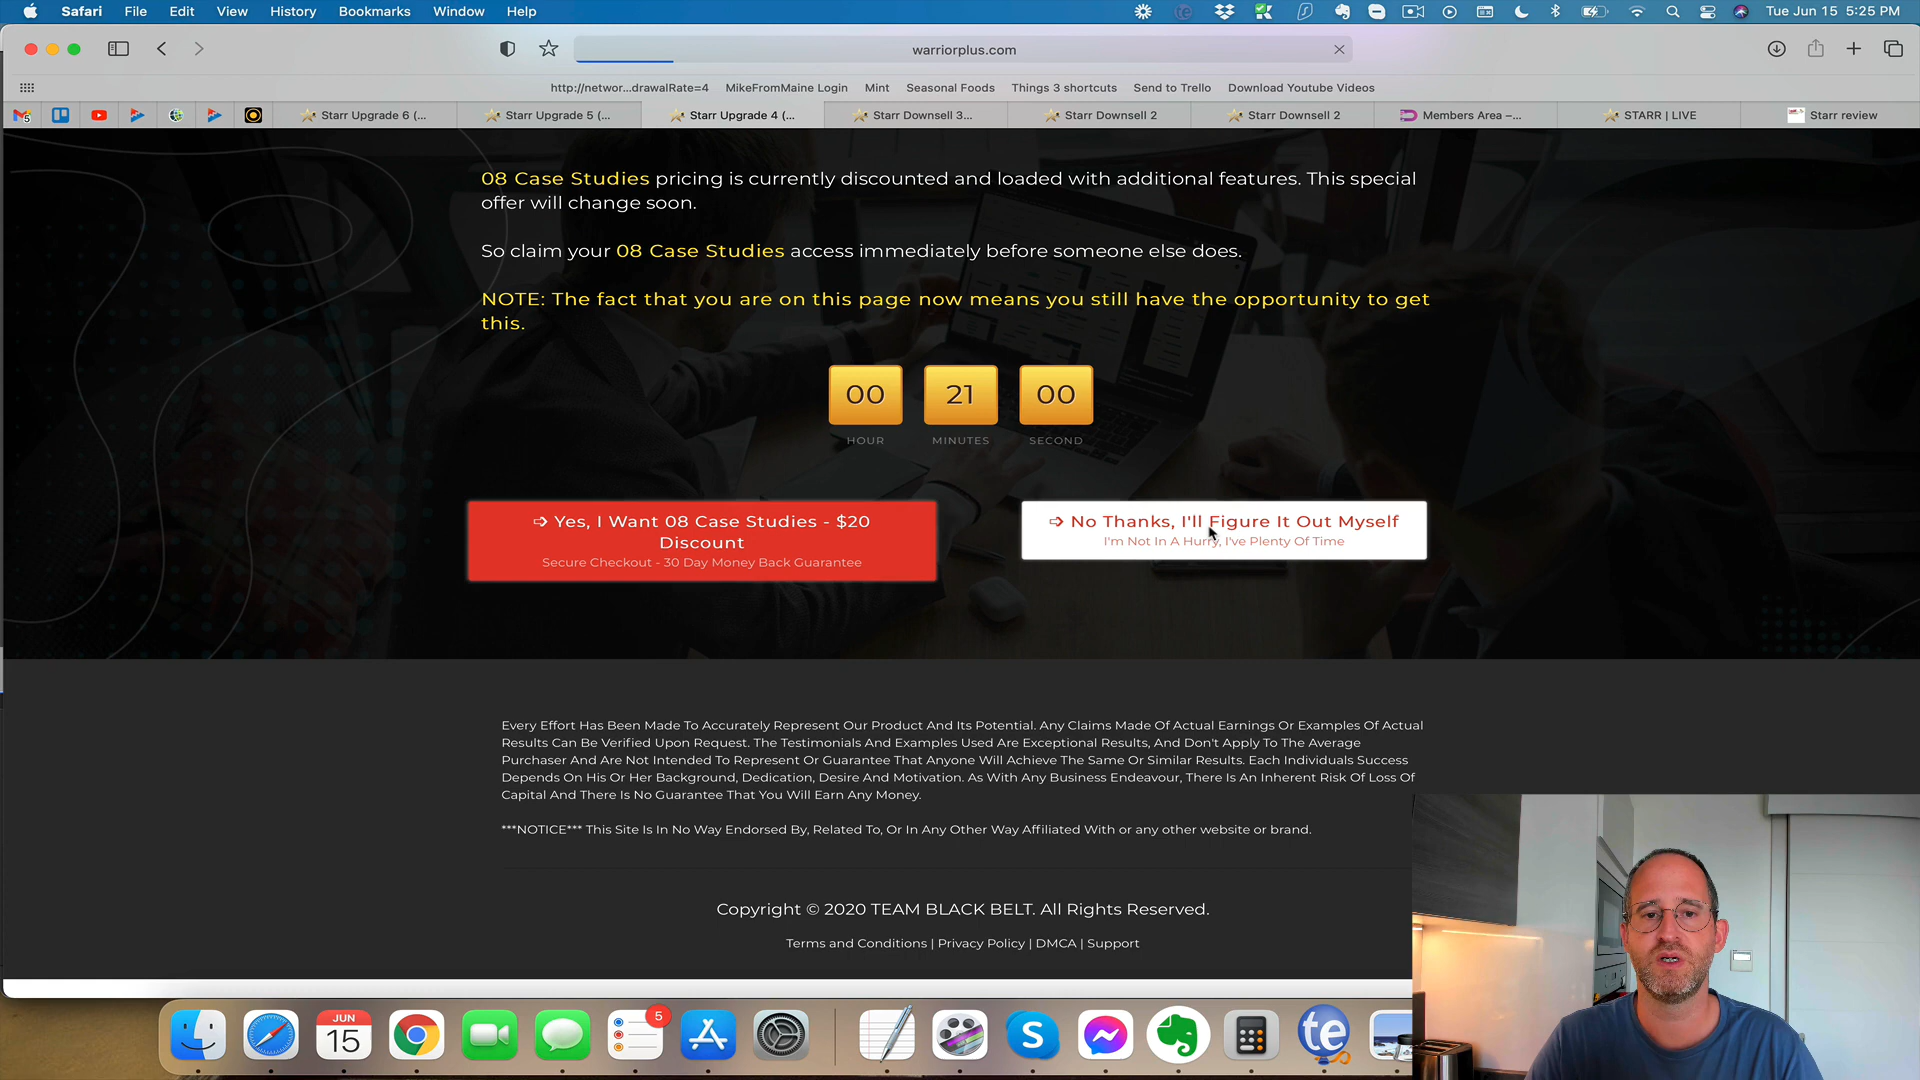 Safari File Edit View History Bookmarks Window Help Tue Jun 15 5:25 PM
warriorplus.com
http://networ...drawalRate=4 MikeFromMaine Login Mint Seasonal Foods Things 3 shortcuts Send to Trello Download Youtube Videos
Starr Upgrade 6 (... Starr Upgrade 5 (... Starr Upgrade 4 (... Starr Downsell 3... Starr Downsell 2 Starr Downsell 2 Members Area –... STARR | LIVE Starr review
08 Case Studies pricing is currently discounted and loaded with additional features. This special
offer will change soon.
So claim your 08 Case Studies access immediately before someone else does.
NOTE: The fact that you are on this page now means you still have the opportunity to get
this.
00 21 00
HOUR MINUTES SECOND
➩ Yes, I Want 08 Case Studies - $20
Discount
Secure Checkout - 30 Day Money Back Guarantee
➩ No Thanks, I'll Figure It Out Myself
I'm Not In A Hurry, I've Plenty Of Time
Every Effort Has Been Made To Accurately Represent Our Product And Its Potential. Any Claims Made Of Actual Earnings Or Examples Of Actual
Results Can Be Verified Upon Request. The Testimonials And Examples Used Are Exceptional Results, And Don't Apply To The Average
Purchaser And Are Not Intended To Represent Or Guarantee That Anyone Will Achieve The Same Or Similar Results. Each Individuals Success
Depends On His Or Her Background, Dedication, Desire And Motivation. As With Any Business Endeavour, There Is An Inherent Risk Of Loss Of
Capital And There Is No Guarantee That You Will Earn Any Money.
***NOTICE*** This Site Is In No Way Endorsed By, Related To, Or In Any Other Way Affiliated With or any other website or brand.
Copyright © 2020 TEAM BLACK BELT. All Rights Reserved.
Terms and Conditions | Privacy Policy | DMCA | Support
JUN
15
5
te